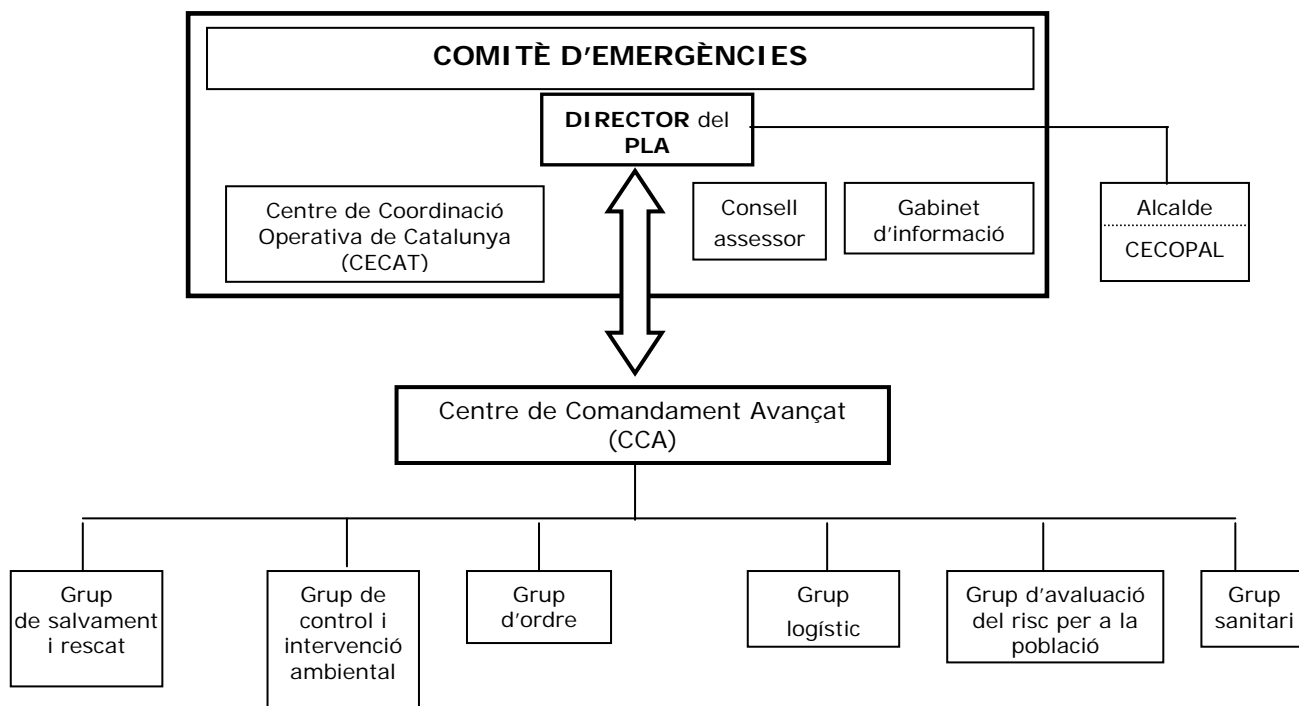 COMITÈ D'EMERGÈNCIES
DIRECTOR del
PLA
Centre de Coordinació
Operativa de Catalunya
(CECAT)
Consell
assessor
Gabinet
d'informació
Alcalde
CECOPAL
Centre de Comandament Avançat
(CCA)
Grup
de salvament
i rescat
Grup de
control i
intervenció
ambiental
Grup
d'ordre
Grup
logístic
Grup d'avaluació
del risc per a la
població
Grup
sanitari